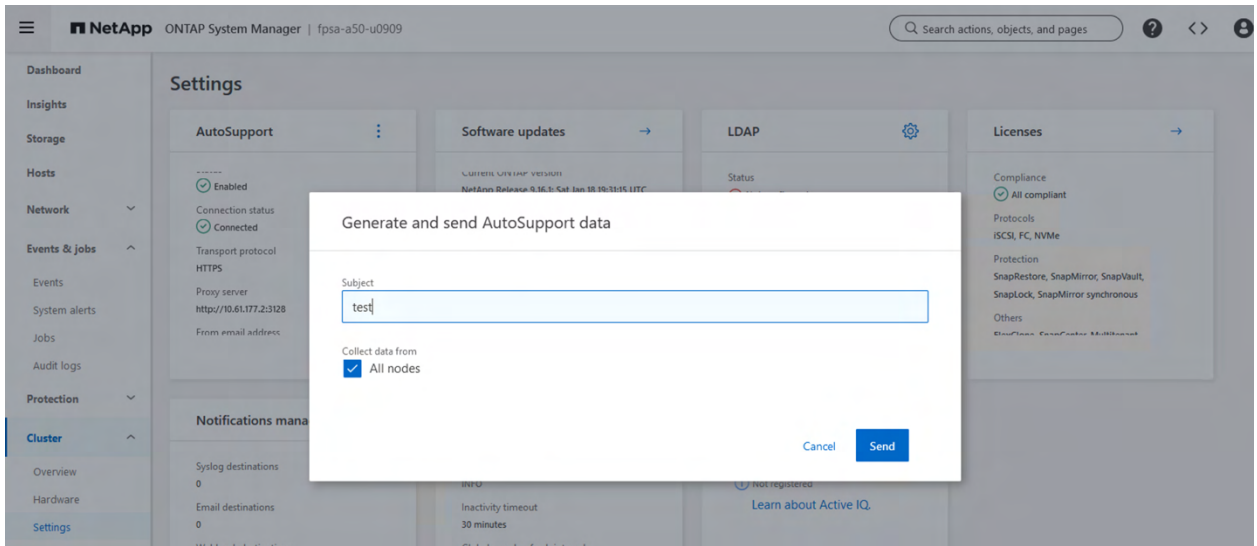 NetApp ONTAP System Manager | fpsa-a50-u0909
Search actions, objects, and pages
Dashboard
Insights
Storage
Hosts
Network
Events & jobs
Events
System alerts
Jobs
Audit logs
Protection
Cluster
Overview
Hardware
Settings
Settings
AutoSupport
Enabled
Connection status
Connected
Transport protocol
HTTPS
Proxy server
http://10.61.177.2:3128
From email address
Software updates
Current ONTAP version
NetApp Release 9.16.1: Sat Jan 18 19:31:15 UTC
LDAP
Status
Licenses
Compliance
All compliant
Protocols
iSCSI, FC, NVMe
Protection
SnapRestore, SnapMirror, SnapVault,
SnapLock, SnapMirror synchronous
Others
FlexClone, SnapCenter, Multitenant
Generate and send AutoSupport data
Subject
test
Collect data from
All nodes
Cancel
Send
Notifications mana
Syslog destinations
0
Email destinations
0
INFO
Inactivity timeout
30 minutes
Not registered
Learn about Active IQ.